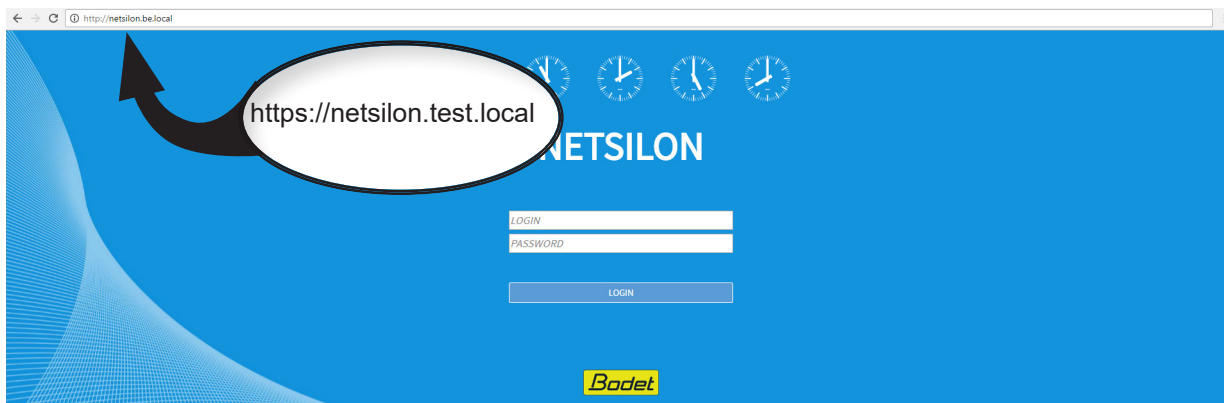 http://netsilon.be.local
https://netsilon.test.local
NETSILON
LOGIN
PASSWORD
LOGIN
Bodet